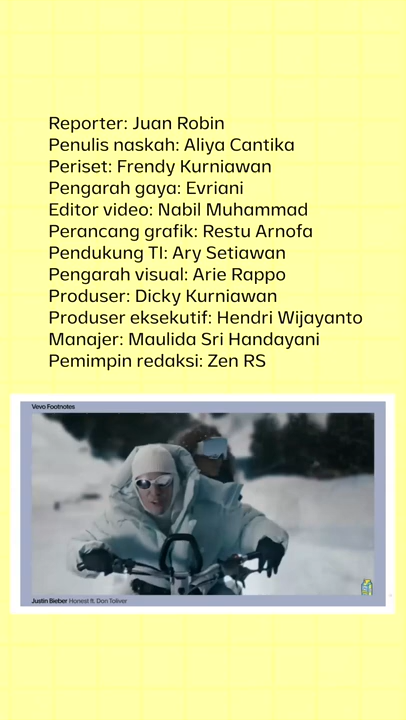 Reporter: Juan Robin
Penulis naskah: Aliya Cantika
Periset: Frendy Kurniawan
Pengarah gaya: Evriani
Editor video: Nabil Muhammad
Perancang grafik: Restu Arnofa
Pendukung TI: Ary Setiawan
Pengarah visual: Arie Rappo
Produser: Dicky Kurniawan
Produser eksekutif: Hendri Wijayanto
Manajer: Maulida Sri Handayani
Pemimpin redaksi: Zen RS
Vevo Footnotes
Justin Bieber Honest ft. Don Toliver